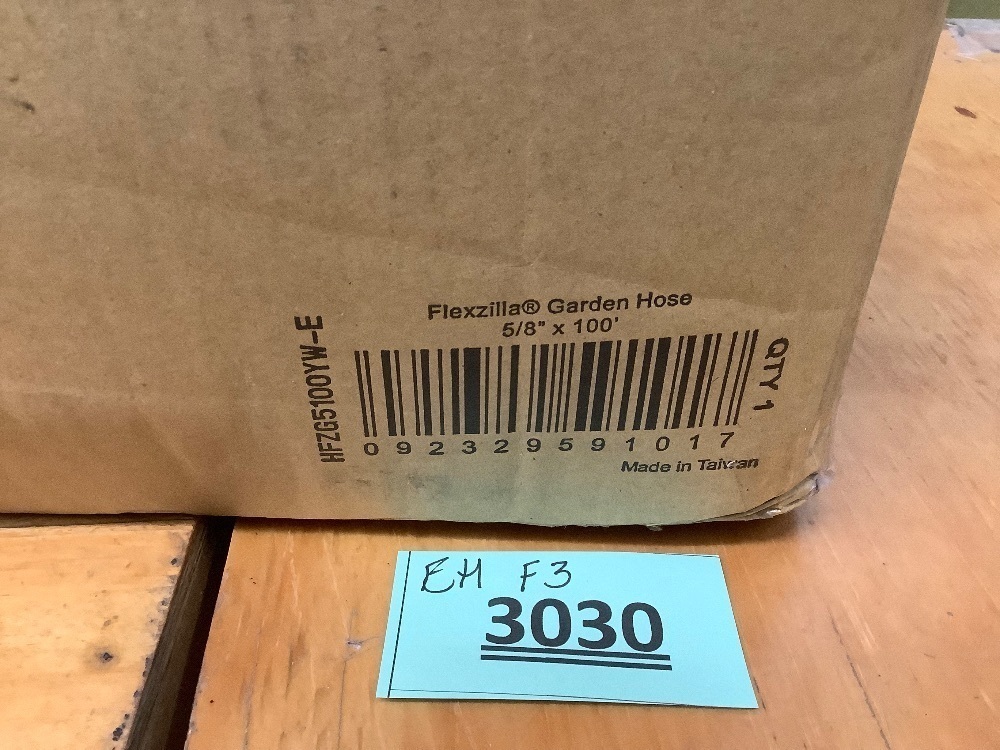 Flexzilla® Garden Hose
5/8" x 100'
HFZG5100YW-E
QTY 1
0 92329 59101 7
Made in Taiwan
EH F3
3030